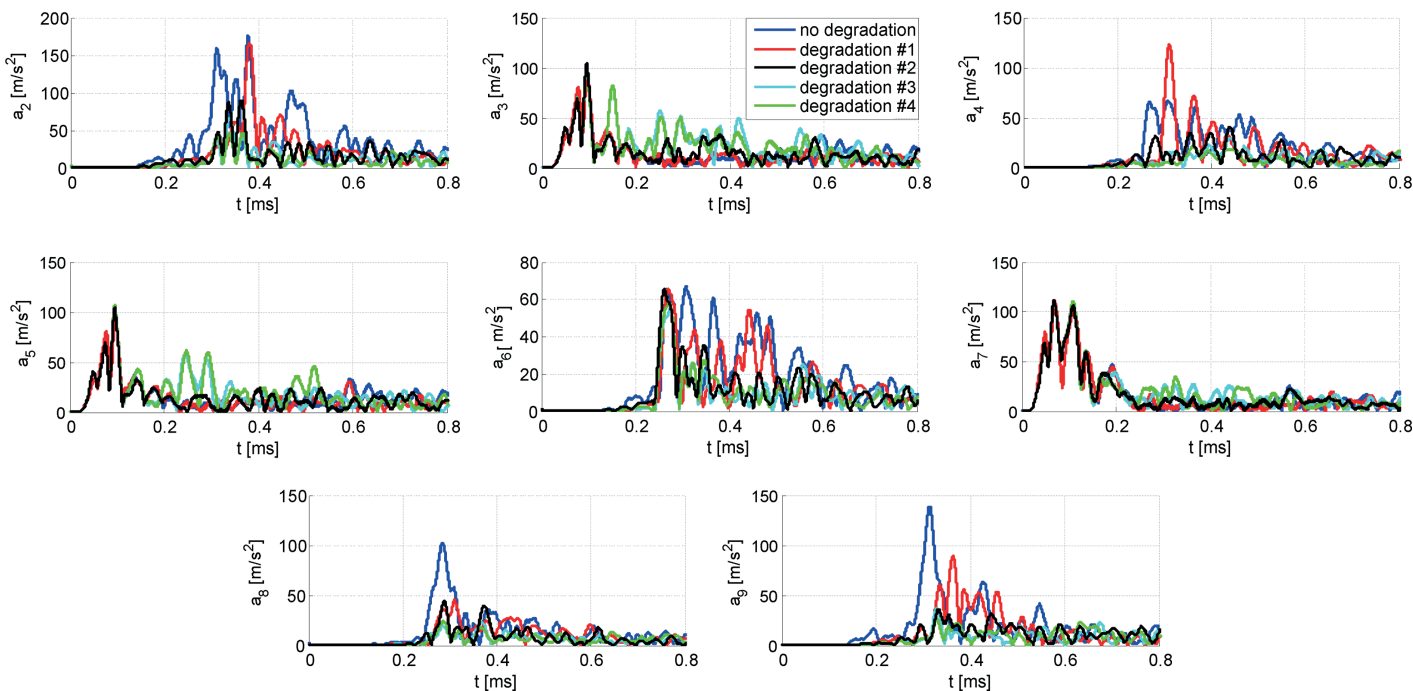 200
150
100
50
0
a2 [m/s²]
0 0.2 0.4 0.6 0.8
t [ms]
150
100
50
0
a3 [m/s²]
0 0.2 0.4 0.6 0.8
t [ms]
no degradation
degradation #1
degradation #2
degradation #3
degradation #4
150
100
50
0
a4 [m/s²]
0 0.2 0.4 0.6 0.8
t [ms]
150
100
50
0
a5 [m/s²]
0 0.2 0.4 0.6 0.8
t [ms]
80
60
40
20
0
a6[ m/s²]
0 0.2 0.4 0.6 0.8
t [ms]
150
100
50
0
a7 [m/s²]
0 0.2 0.4 0.6 0.8
t [ms]
150
100
50
0
a8 [m/s²]
0 0.2 0.4 0.6 0.8
t [ms]
150
100
50
0
a9 [m/s²]
0 0.2 0.4 0.6 0.8
t [ms]